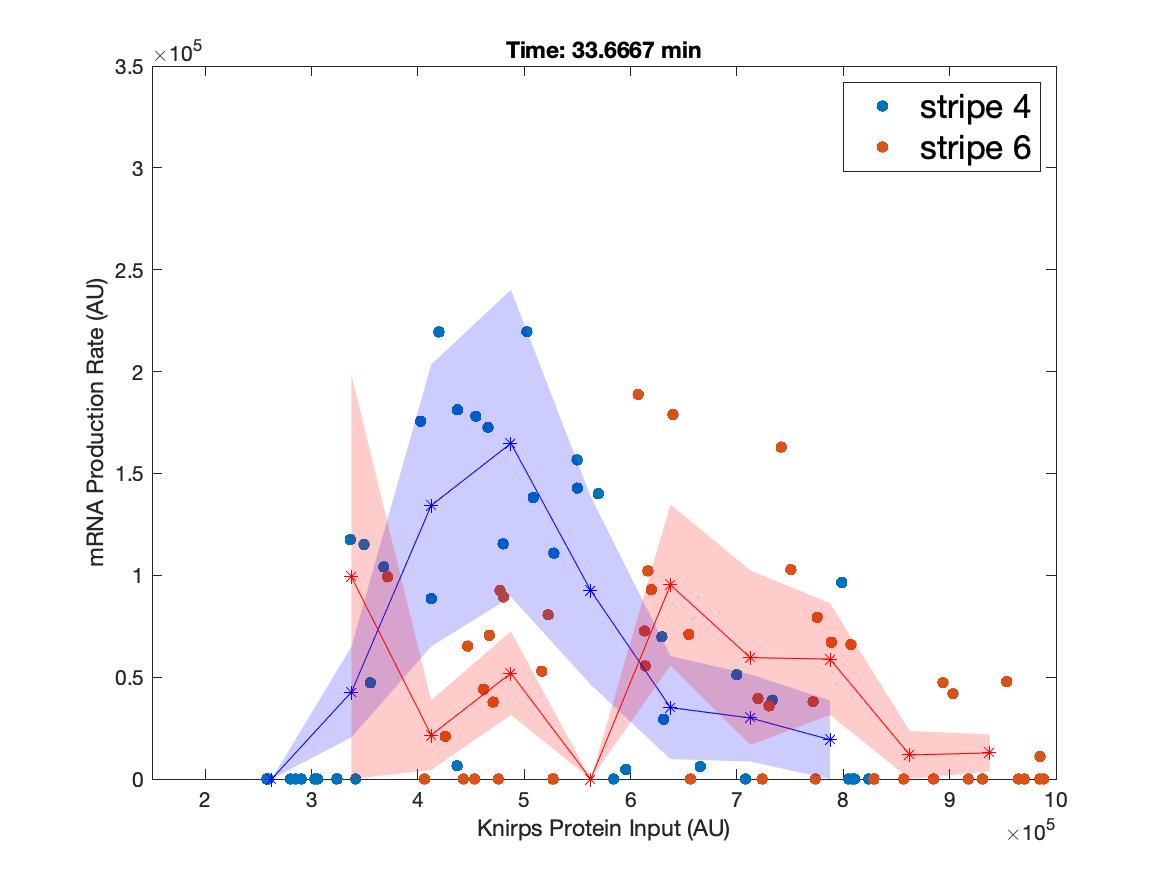 Time: 33.6667 min
×10⁵
3.5
3
2.5
2
1.5
1
0.5
0
mRNA Production Rate (AU)
stripe 4
stripe 6
2 3 4 5 6 7 8 9 10
Knirps Protein Input (AU)
×10⁵